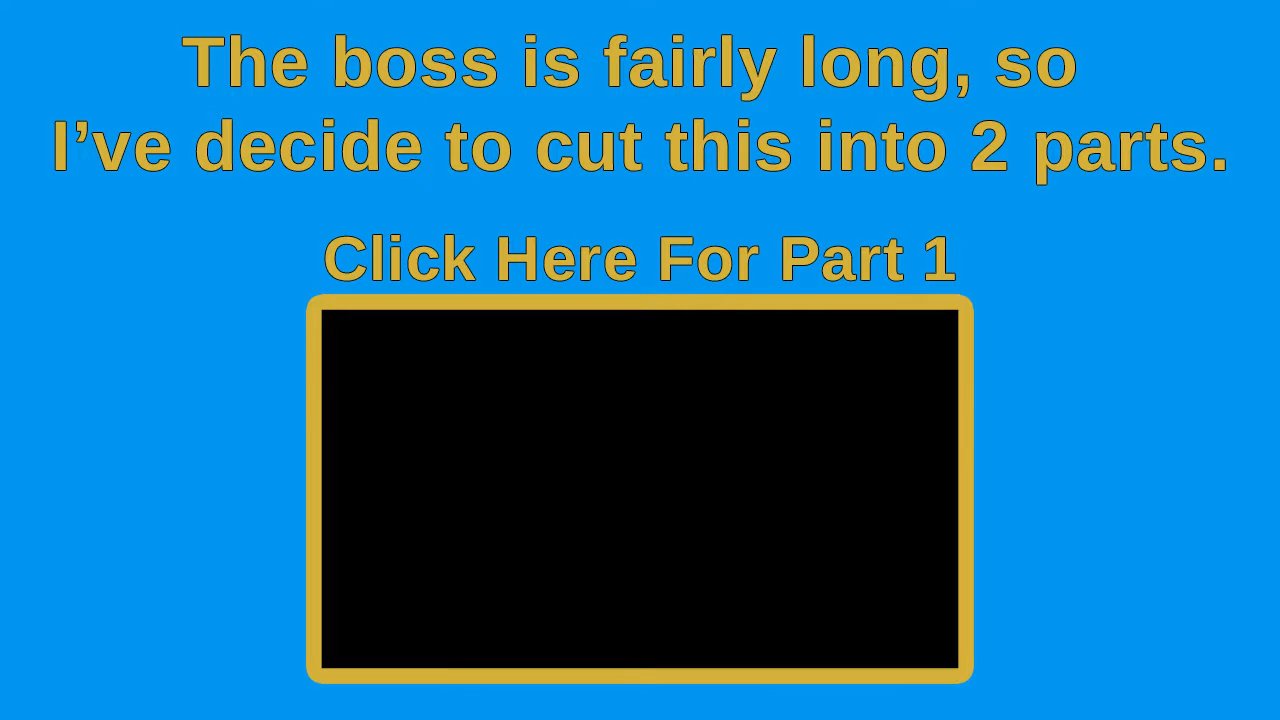 The boss is fairly long, so
I’ve decide to cut this into 2 parts.
Click Here For Part 1